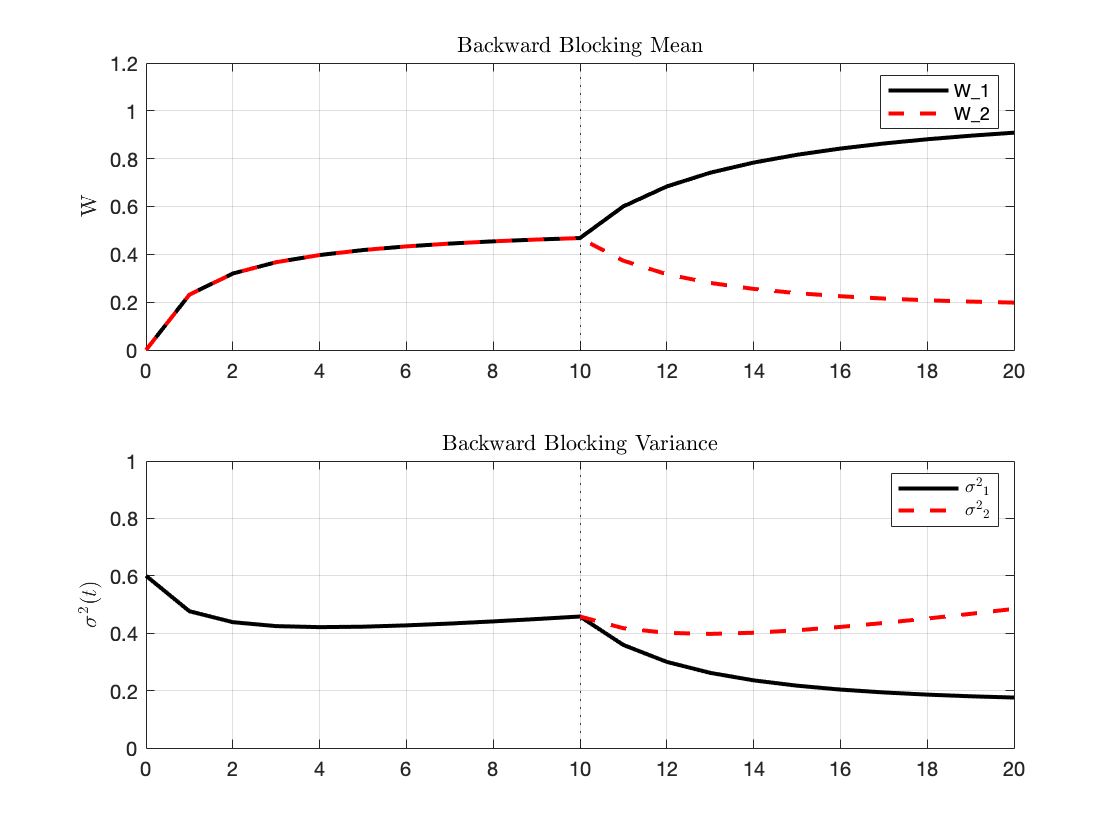 Backward Blocking Mean
1.2
1
0.8
0.6
0.4
0.2
0
W
W_1
W_2
0 2 4 6 8 10 12 14 16 18 20
Backward Blocking Variance
1
0.8
0.6
0.4
0.2
0
σ²(t)
σ²₁
σ²₂
0 2 4 6 8 10 12 14 16 18 20